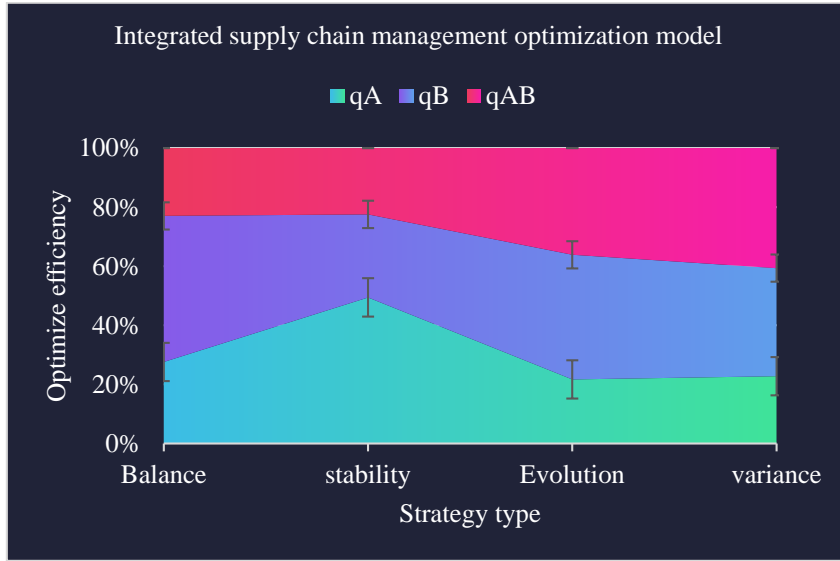 Integrated supply chain management optimization model
qA qB qAB
100%
80%
60%
40%
20%
0%
Optimize efficiency
Balance stability Evolution variance
Strategy type